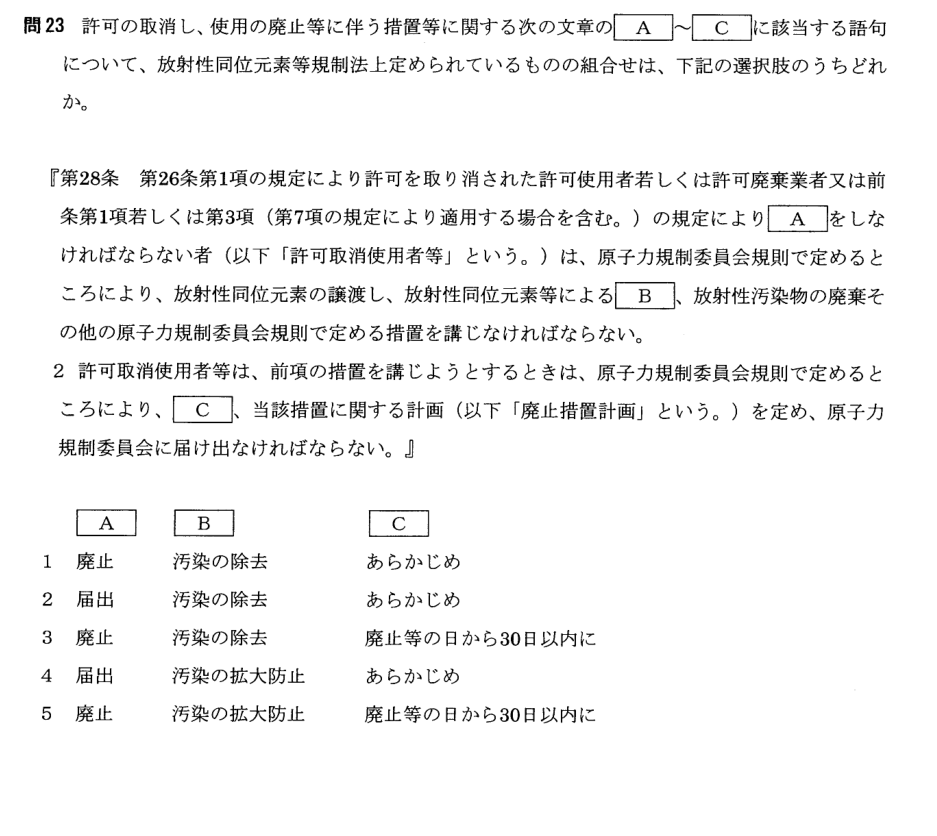 問23 許可の取消し、使用の廃止等に伴う措置等に関する次の文章の A ～ C に該当する語句
について、放射性同位元素等規制法上定められているものの組合せは、下記の選択肢のうちどれ
か。
『第28条　第26条第1項の規定により許可を取り消された許可使用者若しくは許可廃棄業者又は前
条第1項若しくは第3項（第7項の規定により適用する場合を含む。）の規定により A をしな
ければならない者（以下「許可取消使用者等」という。）は、原子力規制委員会規則で定めると
ころにより、放射性同位元素の譲渡し、放射性同位元素等による B 、放射性汚染物の廃棄そ
の他の原子力規制委員会規則で定める措置を講じなければならない。
2 許可取消使用者等は、前項の措置を講じようとするときは、原子力規制委員会規則で定めると
ころにより、 C 、当該措置に関する計画（以下「廃止措置計画」という。）を定め、原子力
規制委員会に届け出なければならない。』
A B C
1 廃止 汚染の除去 あらかじめ
2 届出 汚染の除去 あらかじめ
3 廃止 汚染の除去 廃止等の日から30日以内に
4 届出 汚染の拡大防止 あらかじめ
5 廃止 汚染の拡大防止 廃止等の日から30日以内に